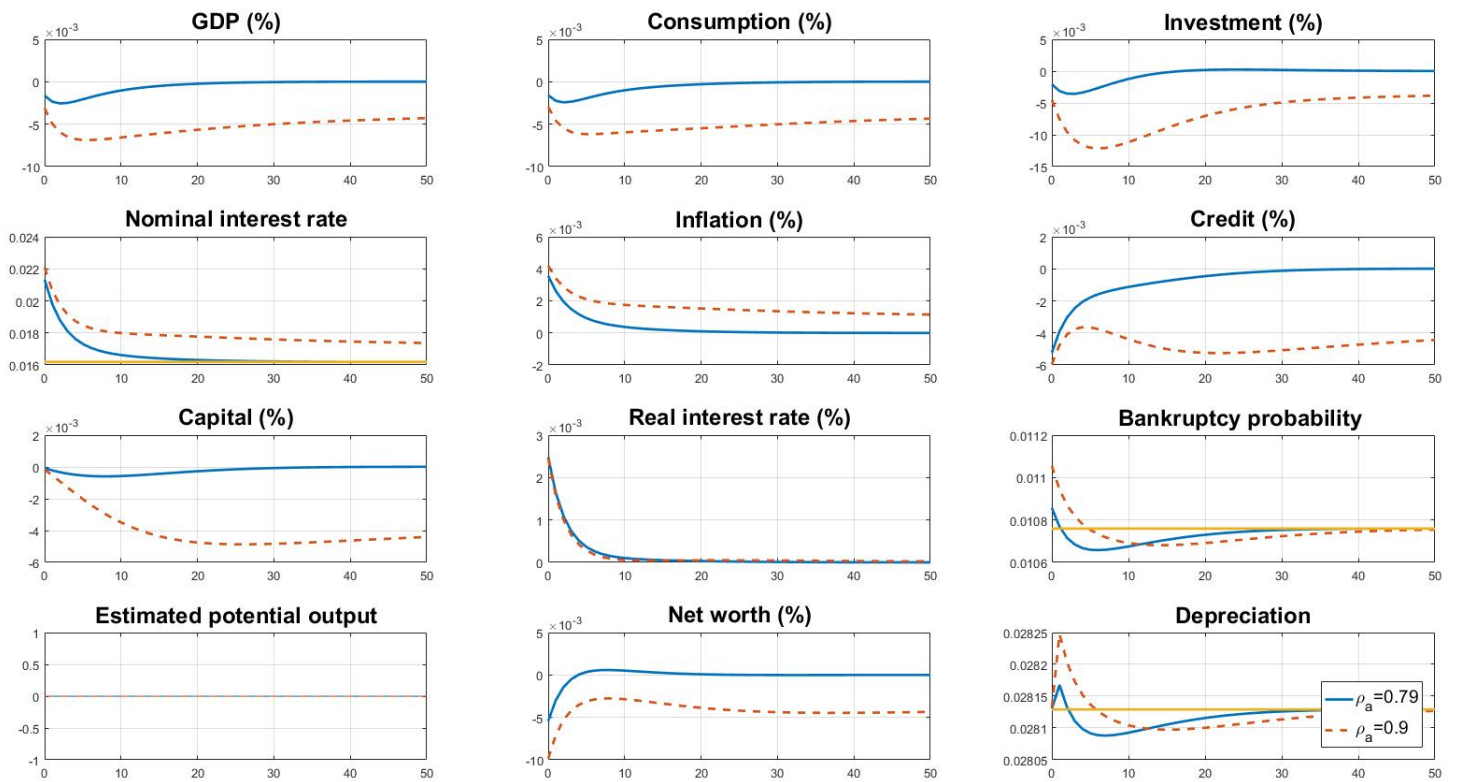 GDP (%)
×10⁻³
5
0
-5
-10
0 10 20 30 40 50
Consumption (%)
×10⁻³
5
0
-5
-10
0 10 20 30 40 50
Investment (%)
×10⁻³
5
0
-5
-10
-15
0 10 20 30 40 50
Nominal interest rate
0.024
0.022
0.02
0.018
0.016
0 10 20 30 40 50
Inflation (%)
×10⁻³
6
4
2
0
-2
0 10 20 30 40 50
Credit (%)
×10⁻³
2
0
-2
-4
-6
0 10 20 30 40 50
Capital (%)
×10⁻³
2
0
-2
-4
-6
0 10 20 30 40 50
Real interest rate (%)
×10⁻³
3
2
1
0
0 10 20 30 40 50
Bankruptcy probability
0.0112
0.011
0.0108
0.0106
0 10 20 30 40 50
Estimated potential output
1
0.5
0
-0.5
-1
0 10 20 30 40 50
Net worth (%)
×10⁻³
5
0
-5
-10
0 10 20 30 40 50
Depreciation
0.02825
0.0282
0.02815
0.0281
0.02805
0 10 20 30 40 50
ρₐ=0.79
ρₐ=0.9